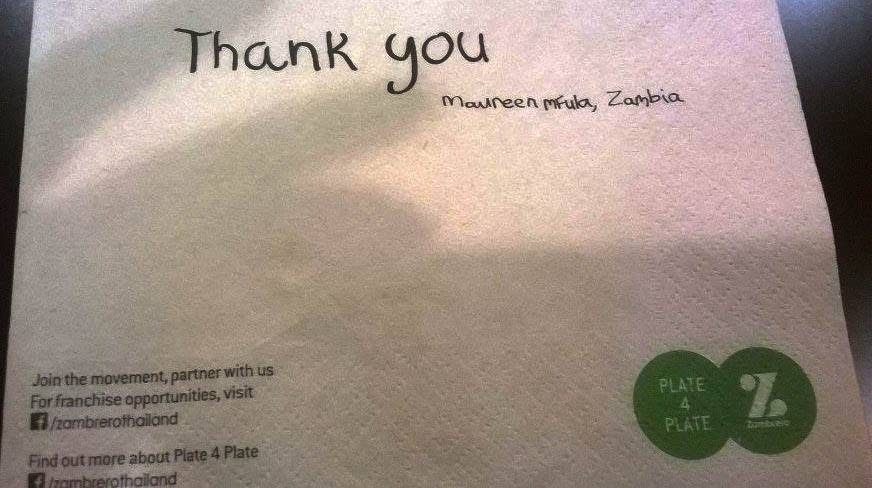 Thank you
Maureen mfula, Zambia
Join the movement, partner with us
For franchise opportunities, visit
/zambrerothailand
Find out more about Plate 4 Plate
/zambrerothailand
PLATE
4
PLATE
Zambrero